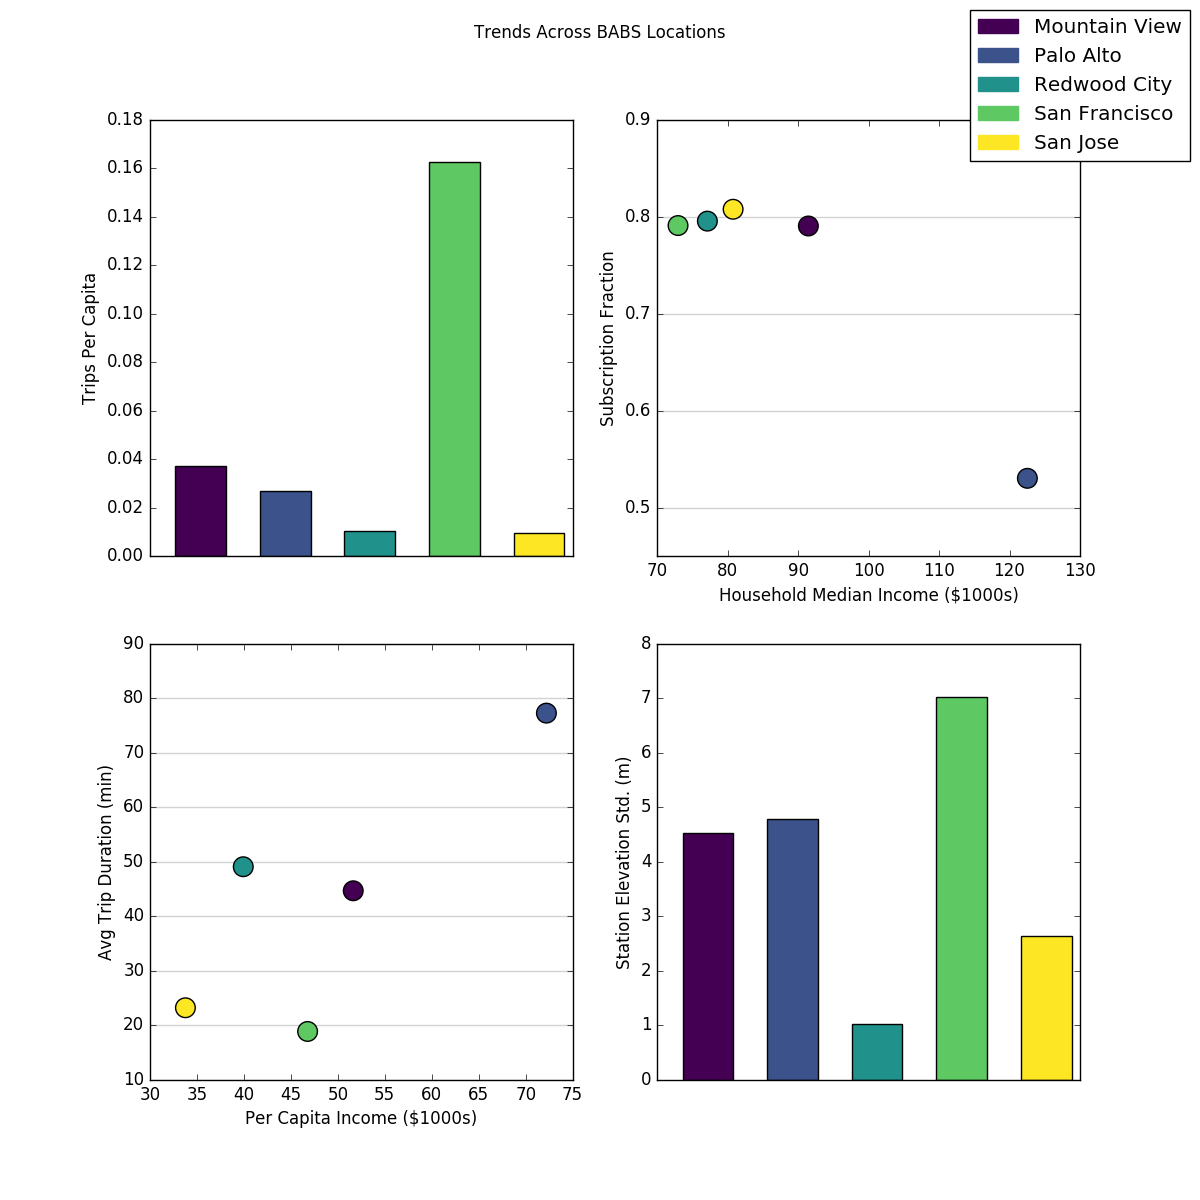 Trends Across BABS Locations
Mountain View
Palo Alto
Redwood City
San Francisco
San Jose
0.18
0.16
0.14
0.12
0.10
0.08
0.06
0.04
0.02
0.00
Trips Per Capita
0.9
0.8
0.7
0.6
0.5
Subscription Fraction
70 80 90 100 110 120 130
Household Median Income ($1000s)
90
80
70
60
50
40
30
20
10
Avg Trip Duration (min)
30 35 40 45 50 55 60 65 70 75
Per Capita Income ($1000s)
8
7
6
5
4
3
2
1
0
Station Elevation Std. (m)